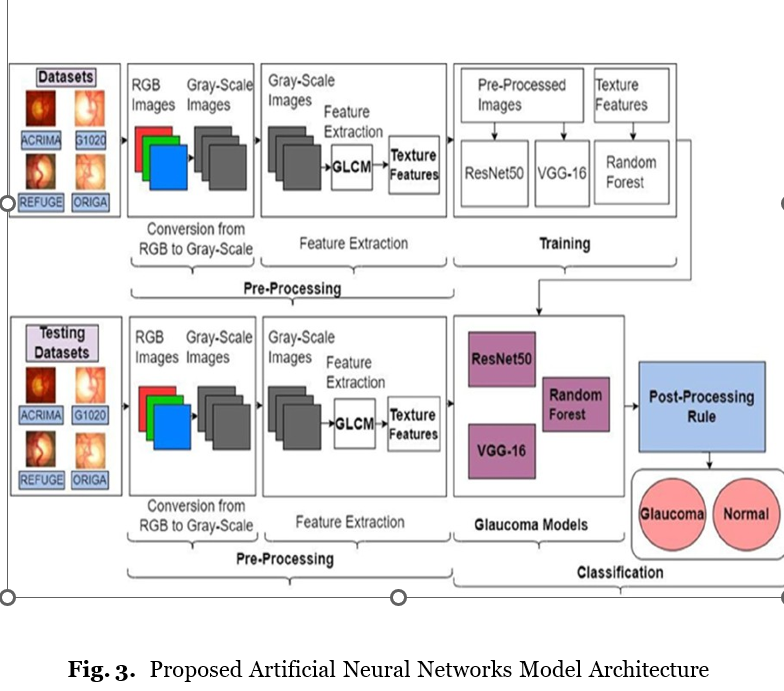 Datasets
ACRIMA G1020
REFUGE ORIGA
RGB Images
Gray-Scale Images
Conversion from
RGB to Gray-Scale
Gray-Scale
Images
Feature
Extraction
GLCM
Texture
Features
Feature Extraction
Pre-Processing
Pre-Processed
Images
Texture
Features
ResNet50
VGG-16
Random
Forest
Training
Testing
Datasets
ACRIMA G1020
REFUGE ORIGA
RGB Images
Gray-Scale Images
Conversion from
RGB to Gray-Scale
Gray-Scale
Images
Feature
Extraction
GLCM
Texture
Features
Feature Extraction
Pre-Processing
ResNet50
Random
Forest
VGG-16
Glaucoma Models
Post-Processing
Rule
Glaucoma
Normal
Classification
Fig. 3. Proposed Artificial Neural Networks Model Architecture